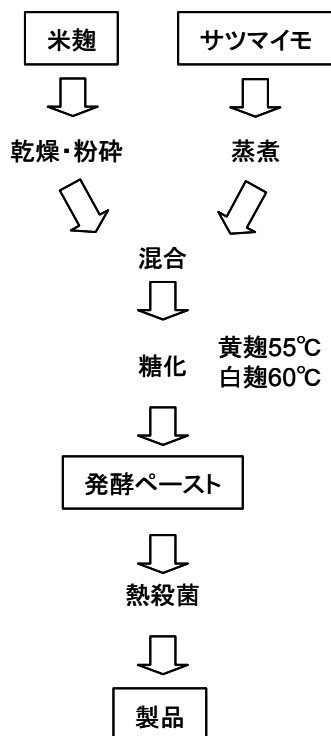 米麹
サツマイモ
乾燥・粉砕
蒸煮
混合
糖化
黄麹55℃
白麹60℃
発酵ペースト
熱殺菌
製品